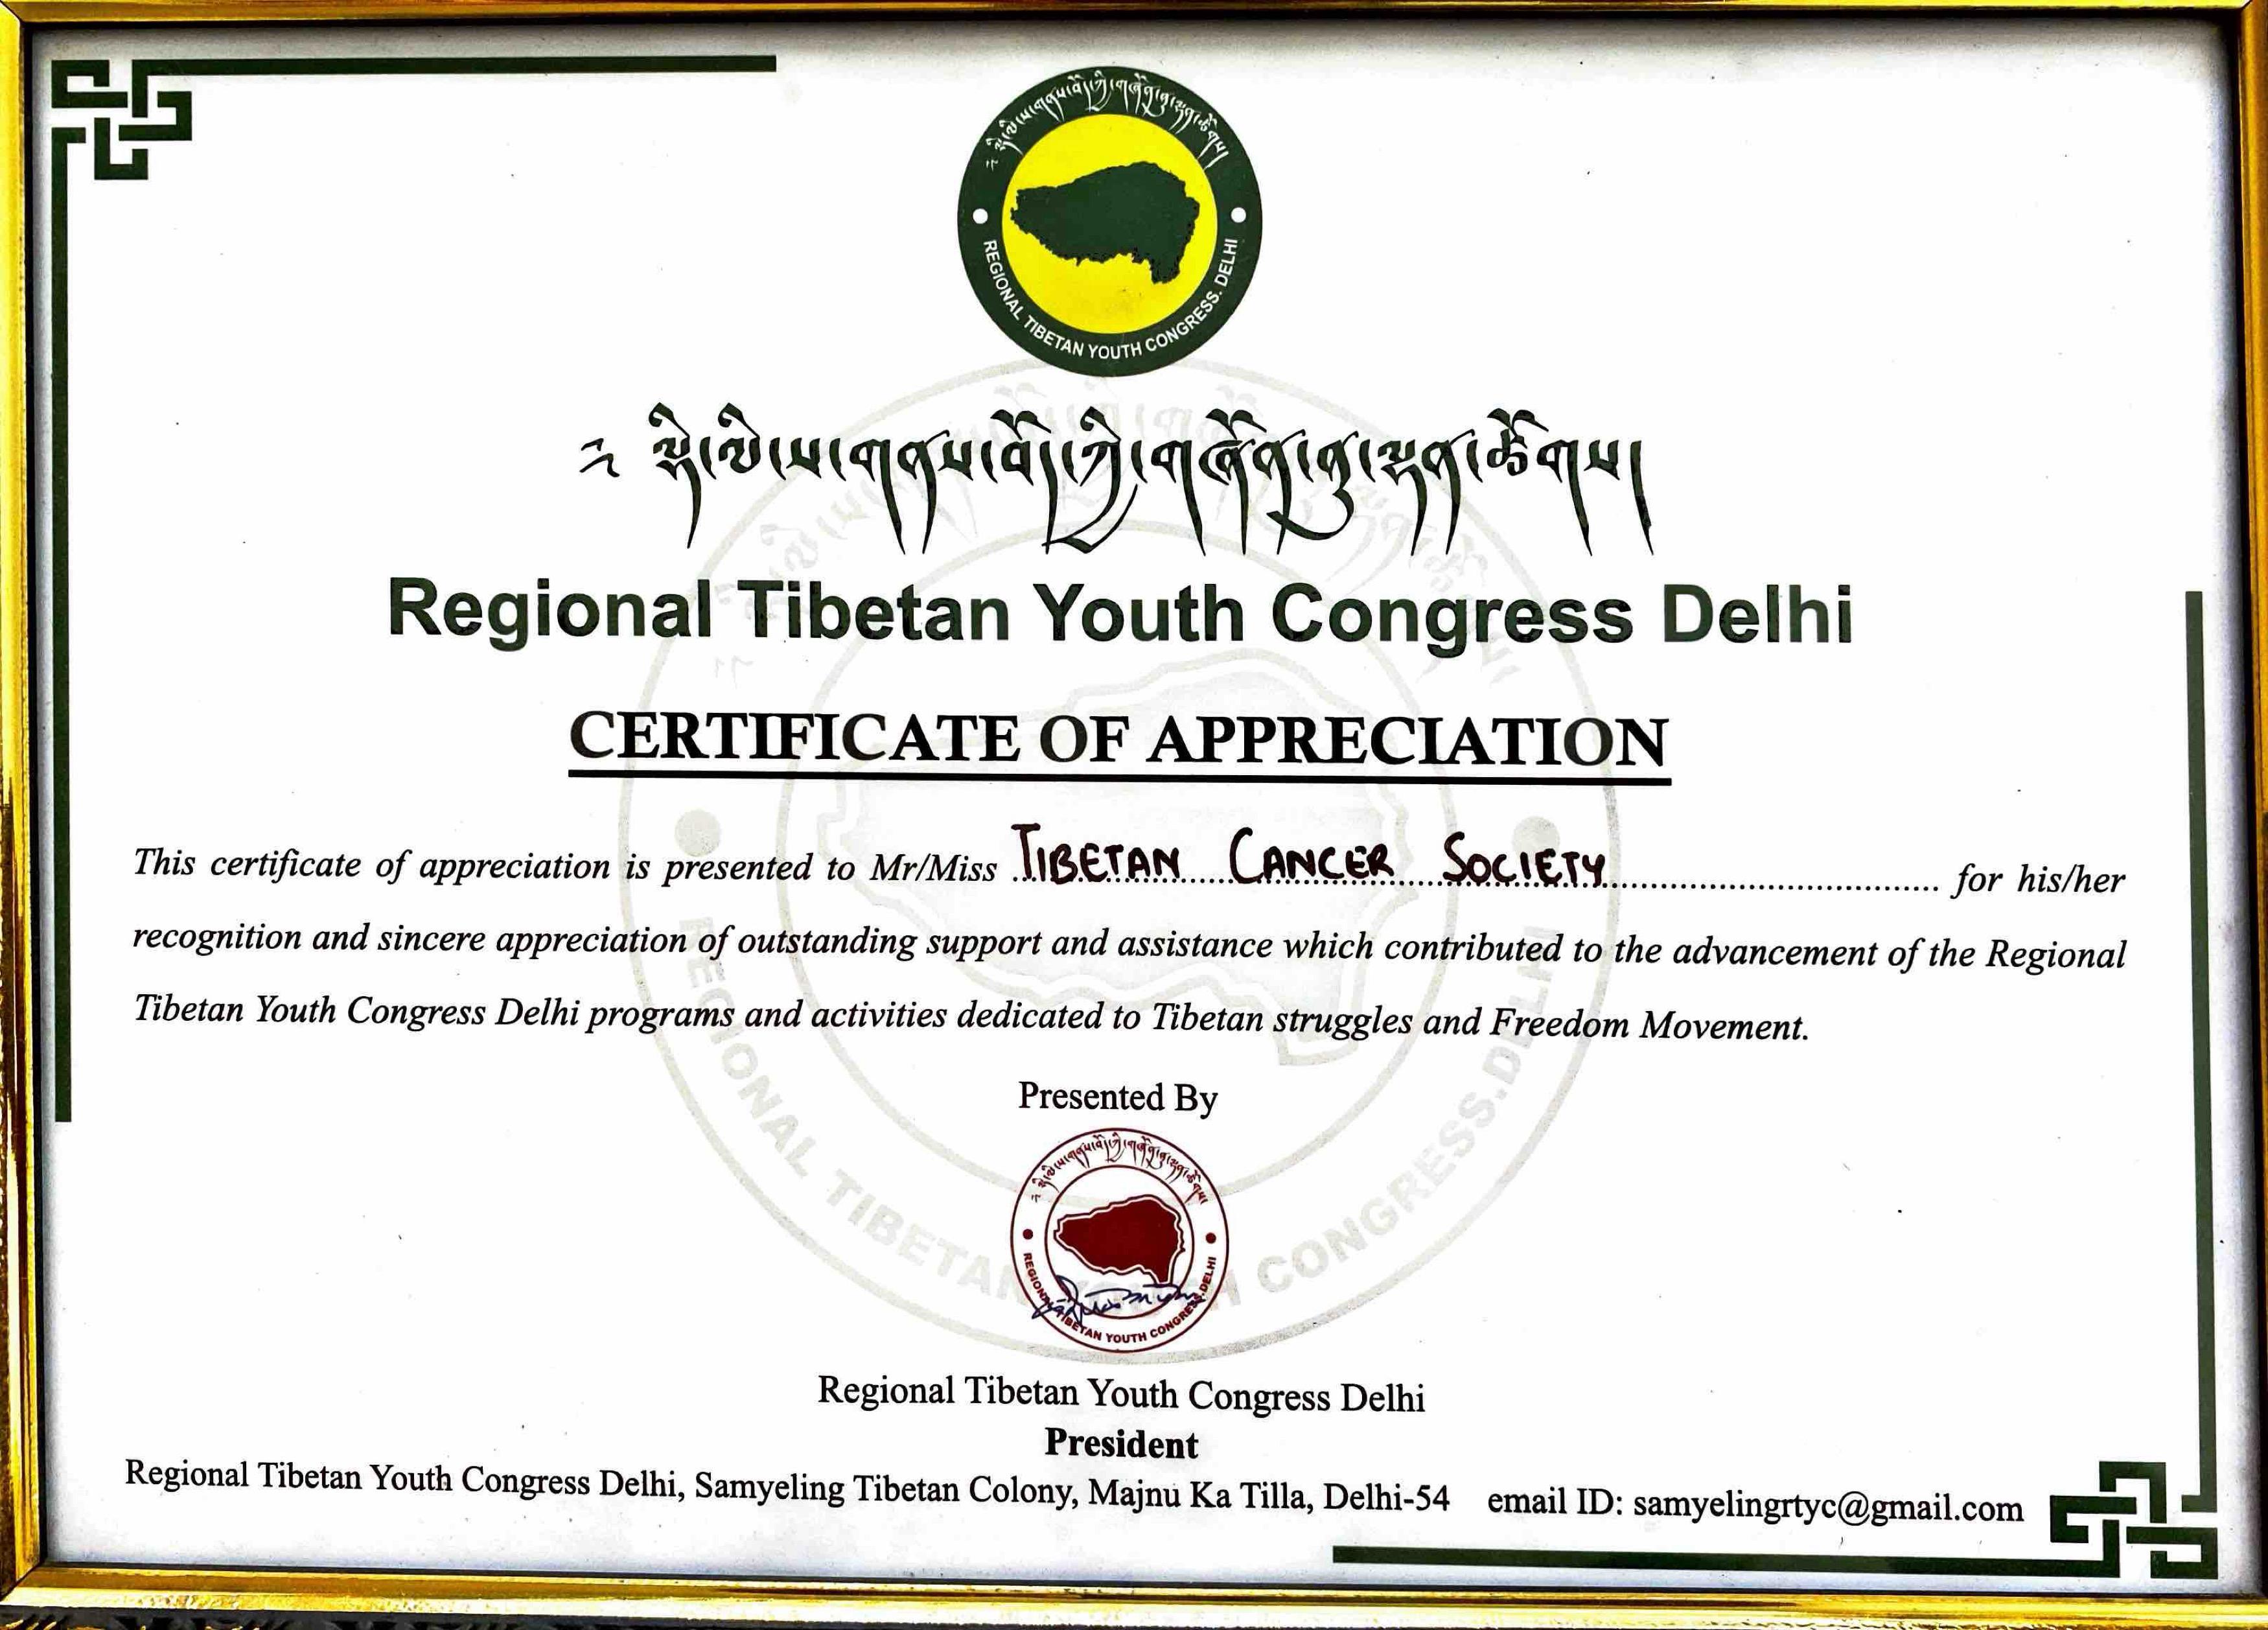 ༄ ལྡི་ལི་ས་གནས་བོད་ཀྱི་གཞོན་ནུ་ལྷན་ཚོགས།
REGIONAL TIBETAN YOUTH CONGRESS. DELHI
༄ ལྡི་ལི་ས་གནས་བོད་ཀྱི་གཞོན་ནུ་ལྷན་ཚོགས།
Regional Tibetan Youth Congress Delhi
CERTIFICATE OF APPRECIATION
This certificate of appreciation is presented to Mr/Miss TIBETAN CANCER SOCIETY for his/her
recognition and sincere appreciation of outstanding support and assistance which contributed to the advancement of the Regional
Tibetan Youth Congress Delhi programs and activities dedicated to Tibetan struggles and Freedom Movement.
Presented By
༄ ལྡི་ལི་ས་གནས་བོད་ཀྱི་གཞོན་ནུ་ལྷན་ཚོགས།
REGIONAL TIBETAN YOUTH CONGRESS.DELHI
Regional Tibetan Youth Congress Delhi
President
Regional Tibetan Youth Congress Delhi, Samyeling Tibetan Colony, Majnu Ka Tilla, Delhi-54 email ID: samyelingrtyc@gmail.com